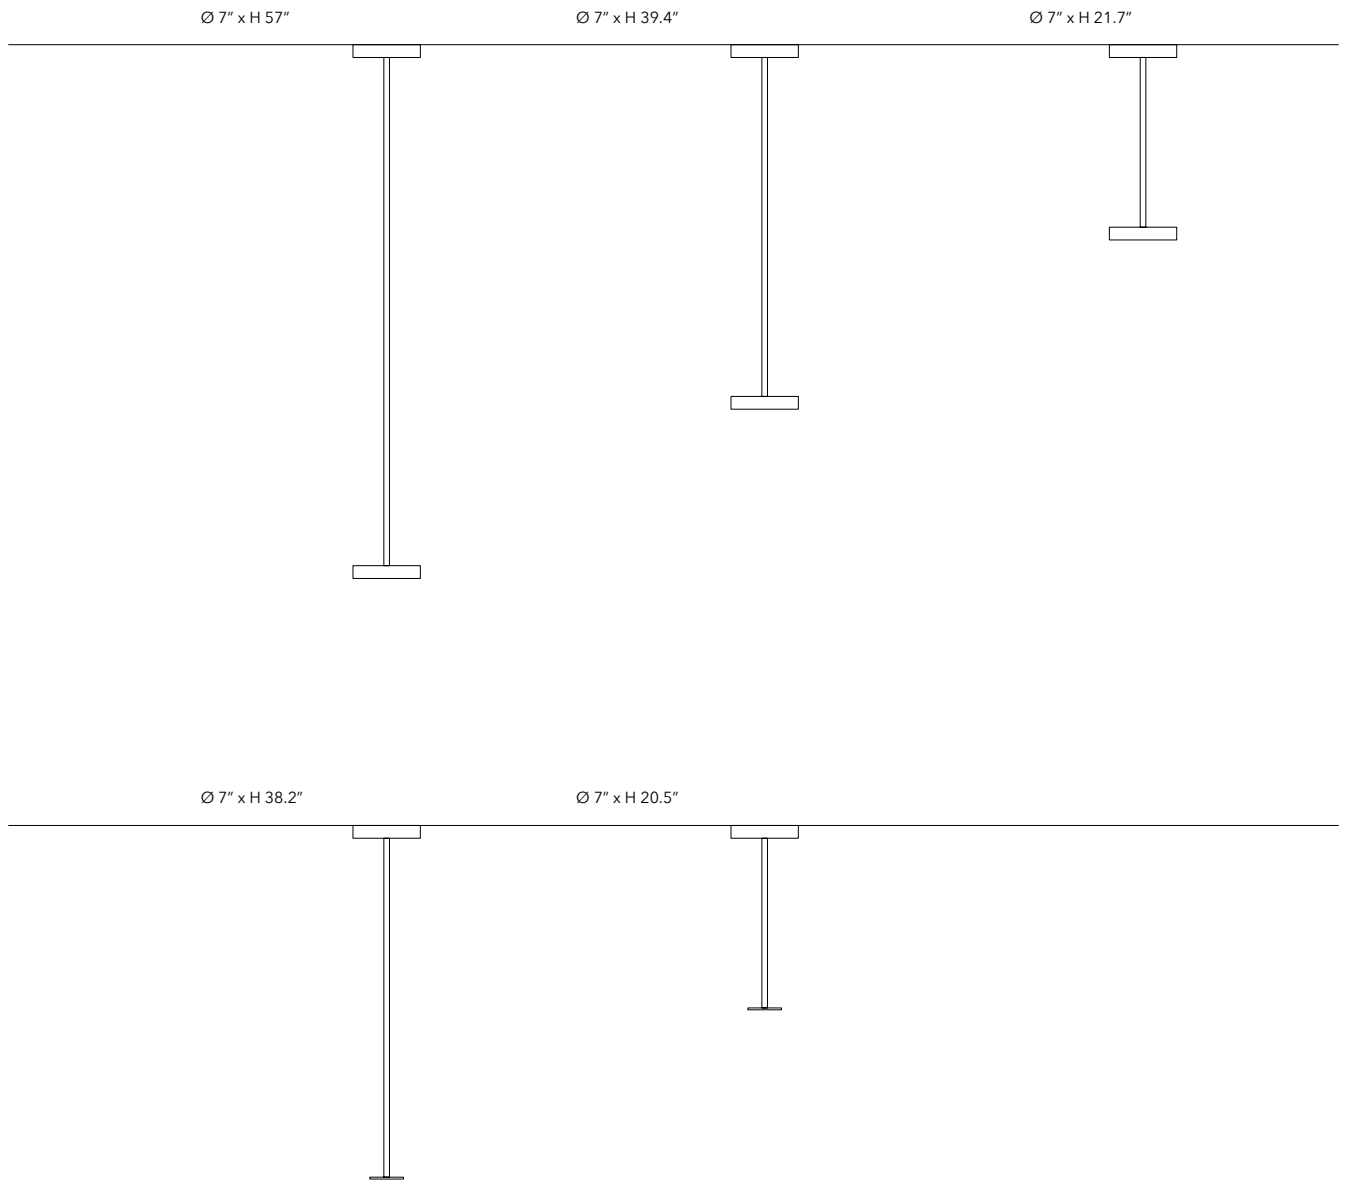 Ø 7” x H 57”
Ø 7” x H 39.4”
Ø 7” x H 21.7”
Ø 7” x H 38.2”
Ø 7” x H 20.5”